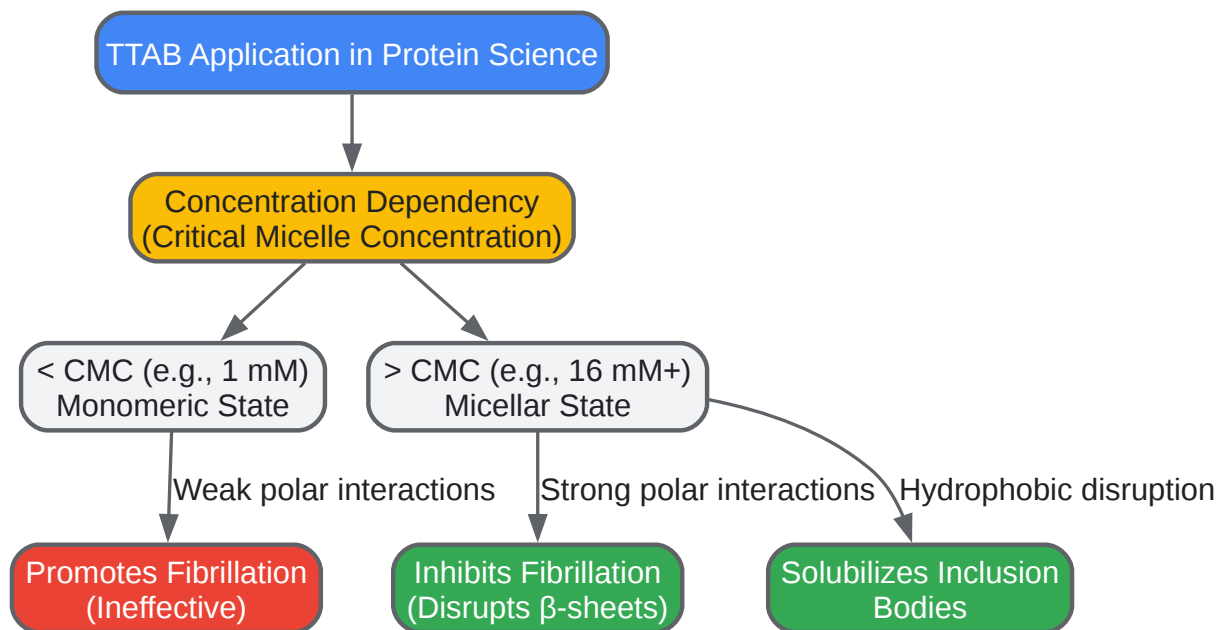 TTAB Application in Protein Science
Concentration Dependency
(Critical Micelle Concentration)
< CMC (e.g., 1 mM)
Monomeric State
> CMC (e.g., 16 mM+)
Micellar State
Weak polar interactions
Strong polar interactions
Hydrophobic disruption
Promotes Fibrillation
(Ineffective)
Inhibits Fibrillation
(Disrupts β-sheets)
Solubilizes Inclusion
Bodies